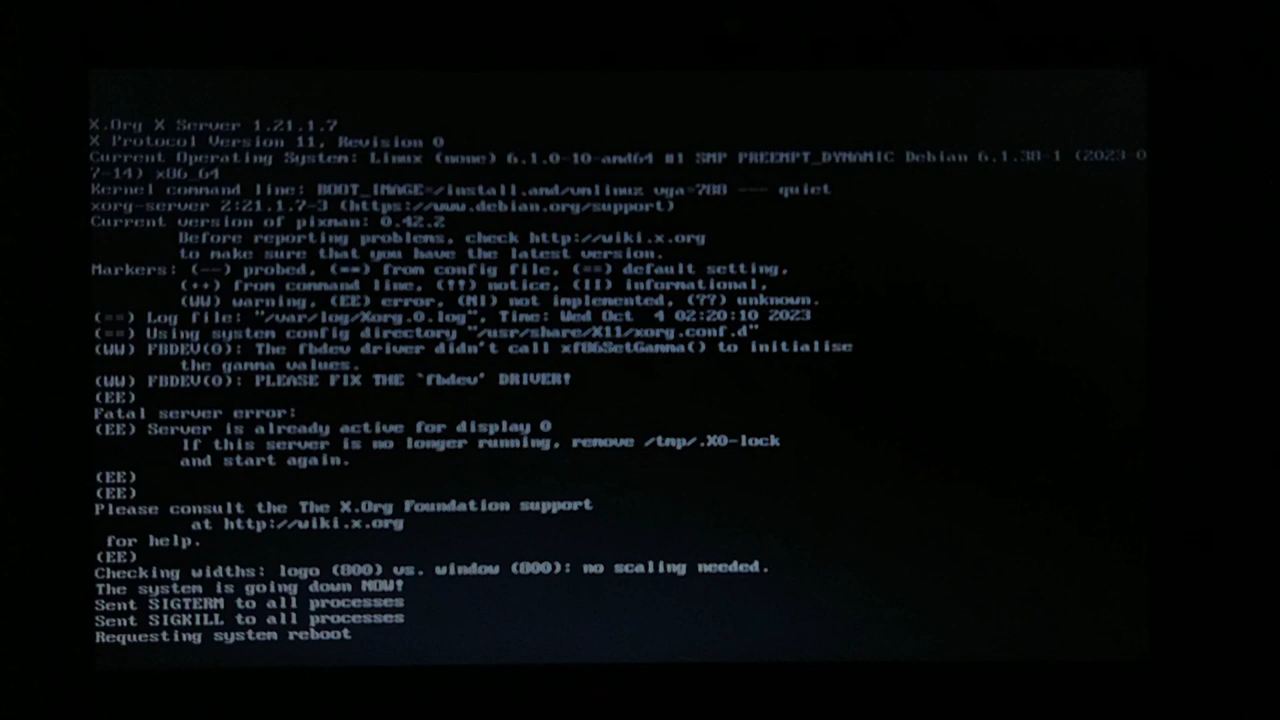 X.Org X Server 1.21.1.7
X Protocol Version 11, Revision 0
Current Operating System: Linux (none) 6.1.0-10-amd64 #1 SMP PREEMPT_DYNAMIC Debian 6.1.38-1 (2023-0
7-14) x86_64
Kernel command line: BOOT_IMAGE=/install.amd/vmlinuz vga=788 --- quiet
xorg-server 2:21.1.7-3 (https://www.debian.org/support)
Current version of pixman: 0.42.2
Before reporting problems, check http://wiki.x.org
to make sure that you have the latest version.
Markers: (--) probed, (**) from config file, (==) default setting,
(++) from command line, (!!) notice, (II) informational,
(WW) warning, (EE) error, (NI) not implemented, (??) unknown.
(==) Log file: "/var/log/Xorg.0.log", Time: Wed Oct  4 02:20:10 2023
(==) Using system config directory "/usr/share/X11/xorg.conf.d"
(WW) FBDEV(0): The fbdev driver didn't call xf86SetGamma() to initialise
the gamma values.
(WW) FBDEV(0): PLEASE FIX THE `fbdev' DRIVER!
(EE)
Fatal server error:
(EE) Server is already active for display 0
If this server is no longer running, remove /tmp/.X0-lock
and start again.
(EE)
(EE)
Please consult the The X.Org Foundation support
at http://wiki.x.org
for help.
(EE)
Checking widths: logo (800) vs. window (800): no scaling needed.
The system is going down NOW!
Sent SIGTERM to all processes
Sent SIGKILL to all processes
Requesting system reboot